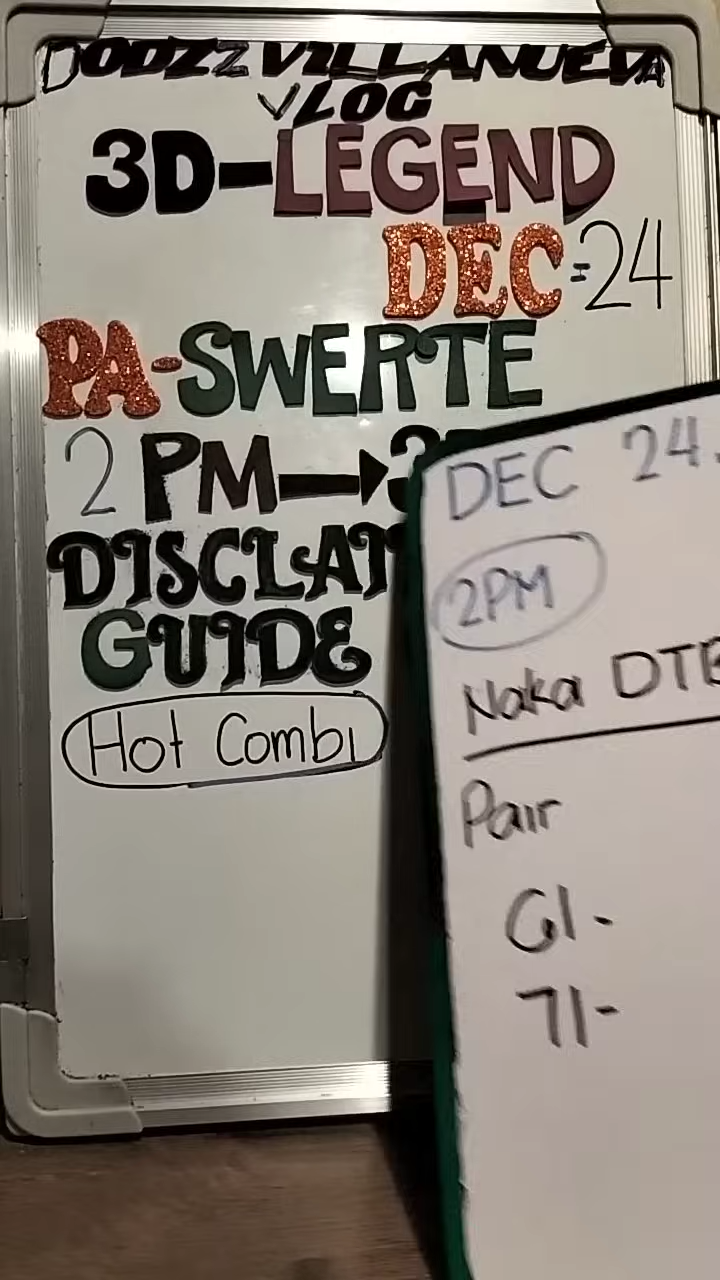 DODZZ VILLANUEVA
VLOG
3D-LEGEND
DEC=24
PA-SWERTE
2 PM→
GUIDE
Hot Combi
DEC 24
2PM
Naka
Pair
61-
71-